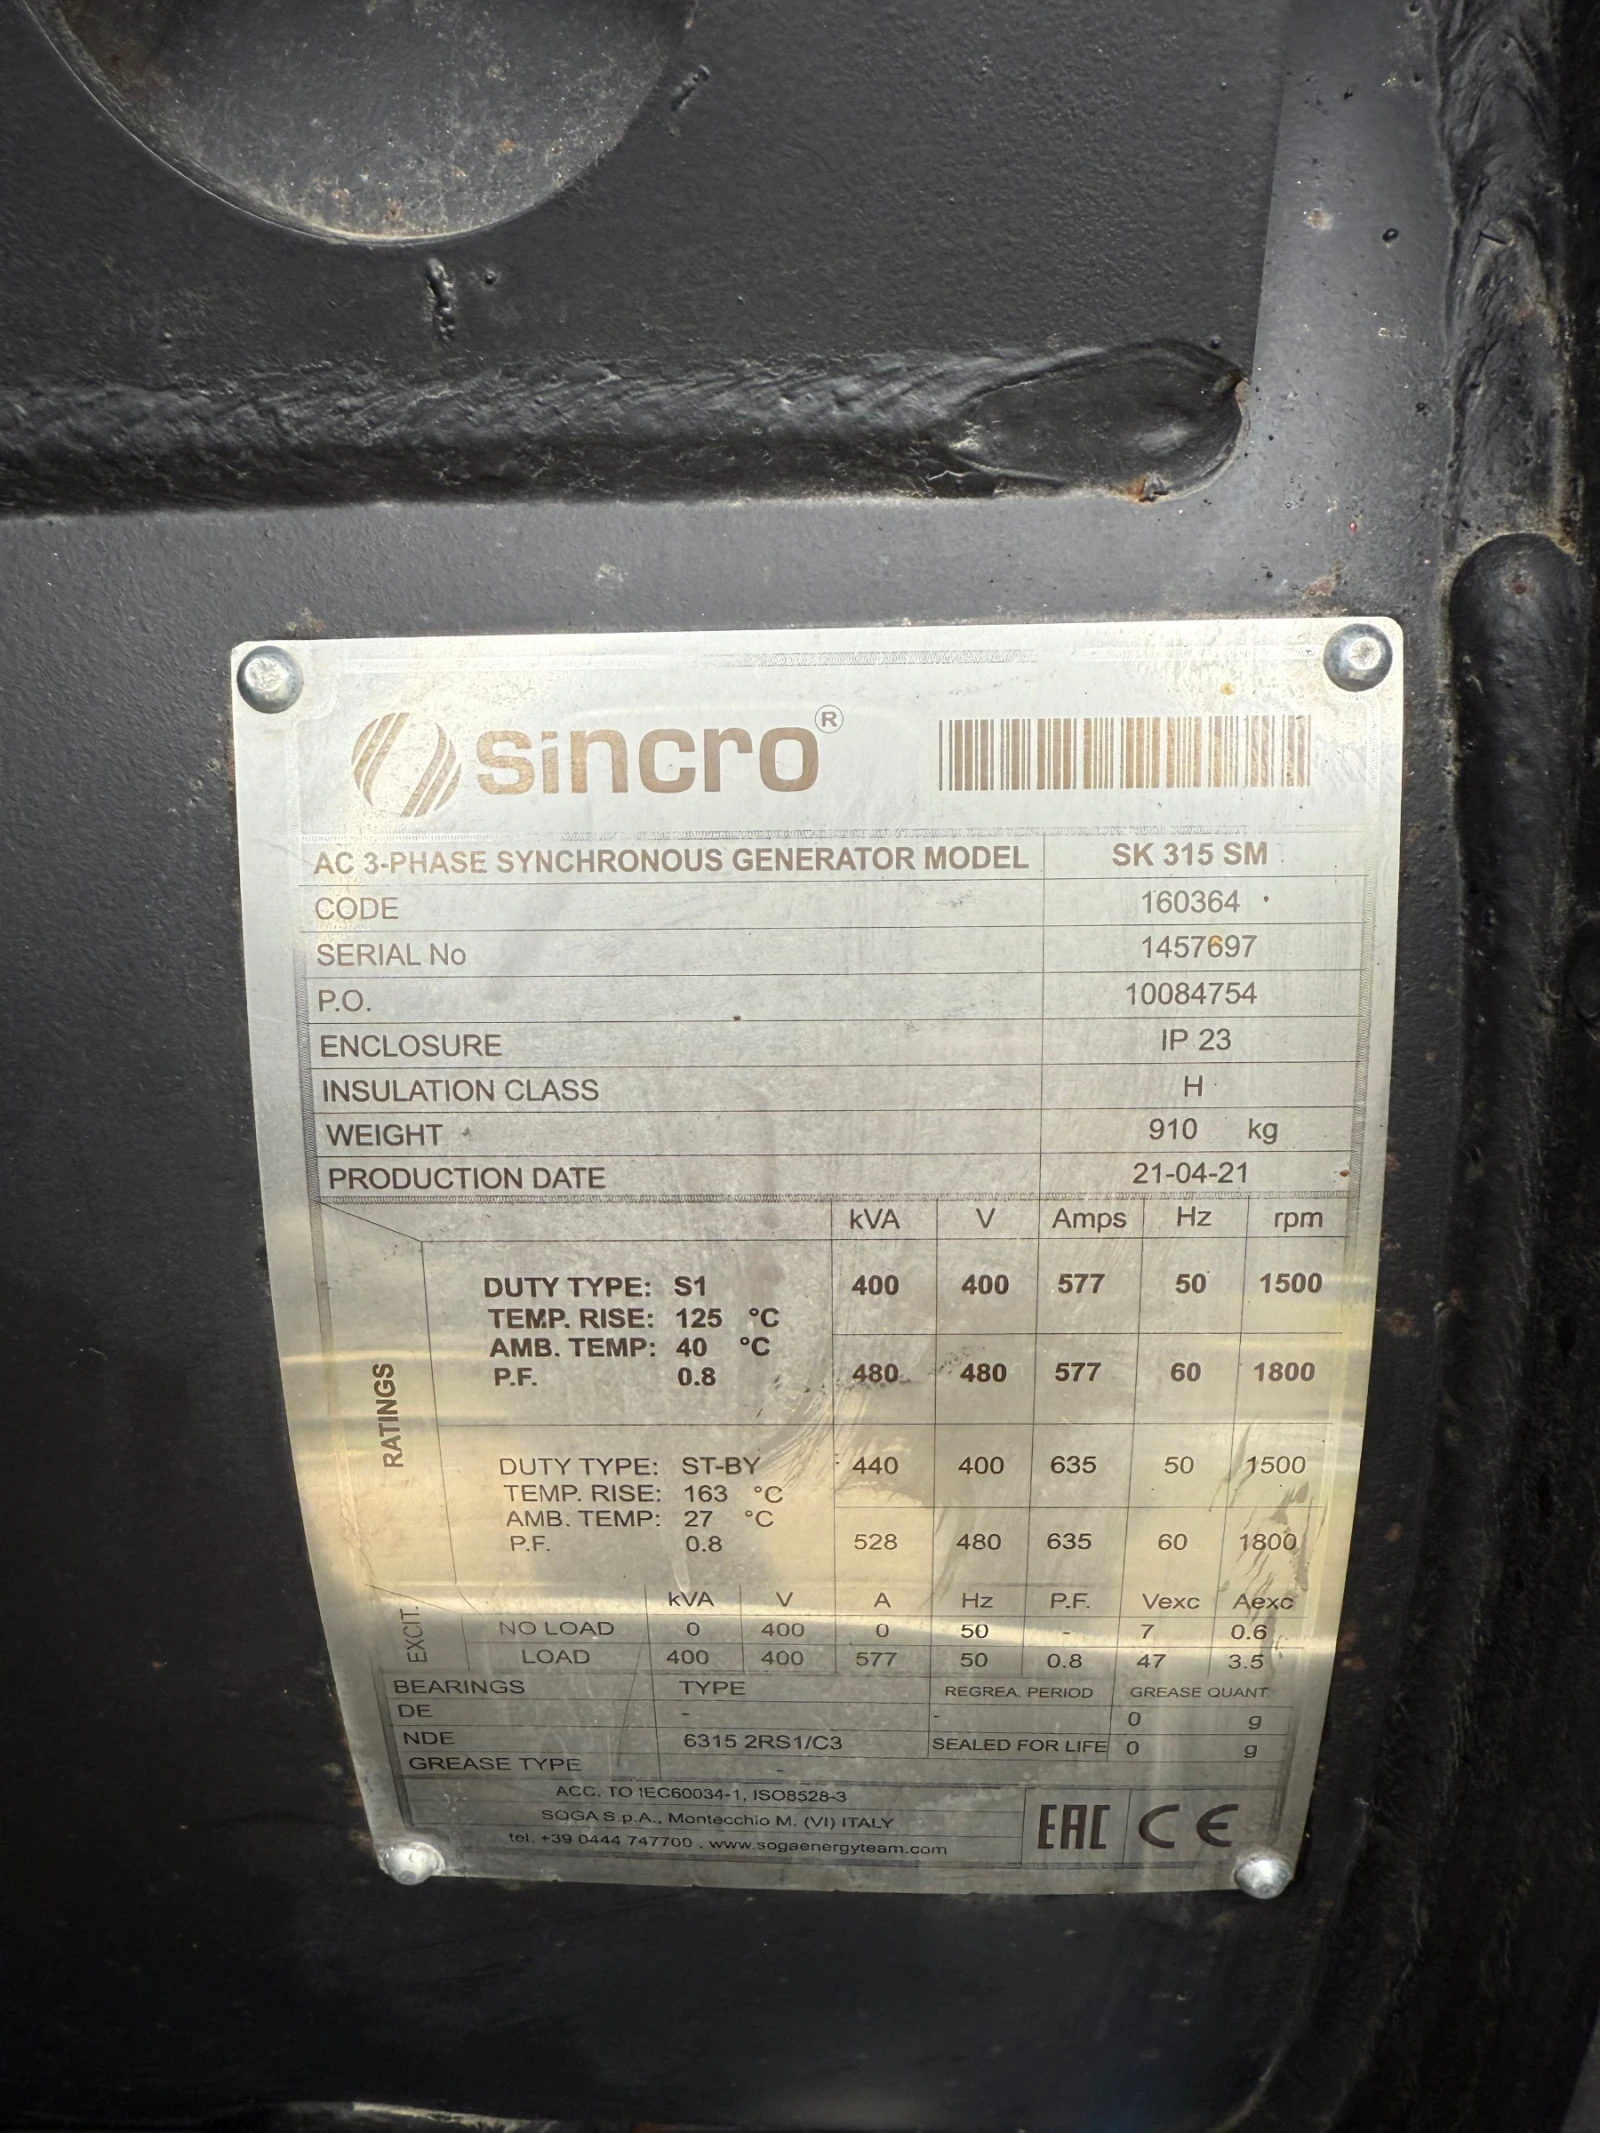 sincro®
AC 3-PHASE SYNCHRONOUS GENERATOR MODEL SK 315 SM
CODE 160364
SERIAL No 1457697
P.O. 10084754
ENCLOSURE IP 23
INSULATION CLASS H
WEIGHT 910 kg
PRODUCTION DATE 21-04-21
RATINGS
kVA V Amps Hz rpm
DUTY TYPE: S1 400 400 577 50 1500
TEMP. RISE: 125 °C
AMB. TEMP: 40 °C
P.F. 0.8 480 480 577 60 1800
DUTY TYPE: ST-BY 440 400 635 50 1500
TEMP. RISE: 163 °C
AMB. TEMP: 27 °C
P.F. 0.8 528 480 635 60 1800
EXCIT.
kVA V A Hz P.F. Vexc Aexc
NO LOAD 0 400 0 50 - 7 0.6
LOAD 400 400 577 50 0.8 47 3.5
BEARINGS TYPE REGREA. PERIOD GREASE QUANT.
DE - - 0 g
NDE 6315 2RS1/C3 SEALED FOR LIFE 0 g
GREASE TYPE -
ACC. TO IEC60034-1, ISO8528-3
SOGA S.p.A., Montecchio M. (VI) ITALY
tel. +39 0444 747700 . www.sogaenergyteam.com
EAC CE